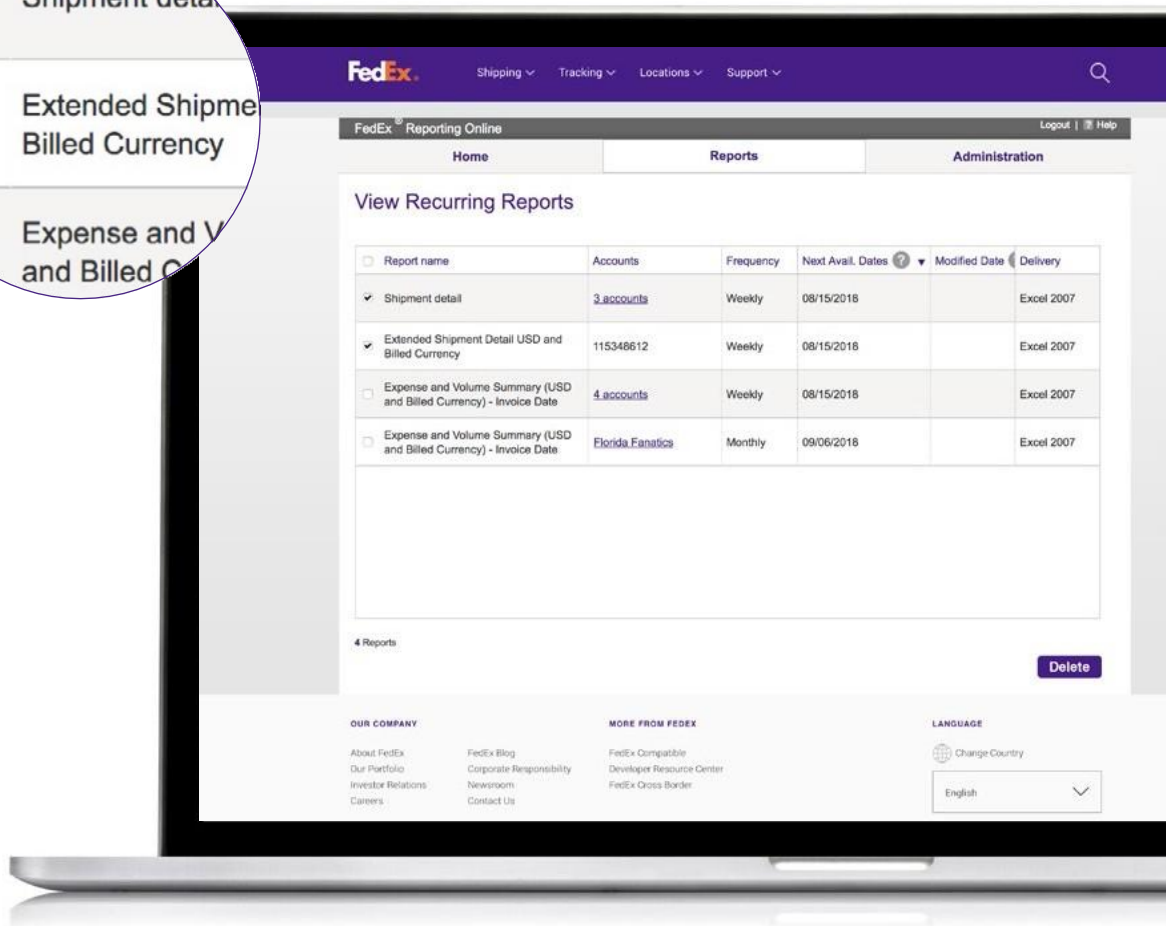 Shipment deta
Extended Shipme
Billed Currency
Expense and V
and Billed C
FedEx. Shipping Tracking Locations Support
FedEx® Reporting Online Logout | ? Help
Home Reports Administration
View Recurring Reports
Report name Accounts Frequency Next Avail. Dates ? Modified Date Delivery
Shipment detail 3 accounts Weekly 08/15/2018 Excel 2007
Extended Shipment Detail USD and
Billed Currency 115348612 Weekly 08/15/2018 Excel 2007
Expense and Volume Summary (USD
and Billed Currency) - Invoice Date 4 accounts Weekly 08/15/2018 Excel 2007
Expense and Volume Summary (USD
and Billed Currency) - Invoice Date Florida Fanatics Monthly 09/06/2018 Excel 2007
4 Reports
Delete
OUR COMPANY MORE FROM FEDEX LANGUAGE
About FedEx FedEx Blog FedEx Compatible Change Country
Our Portfolio Corporate Responsibility Developer Resource Center
Investor Relations Newsroom FedEx Cross Border
Careers Contact Us
English